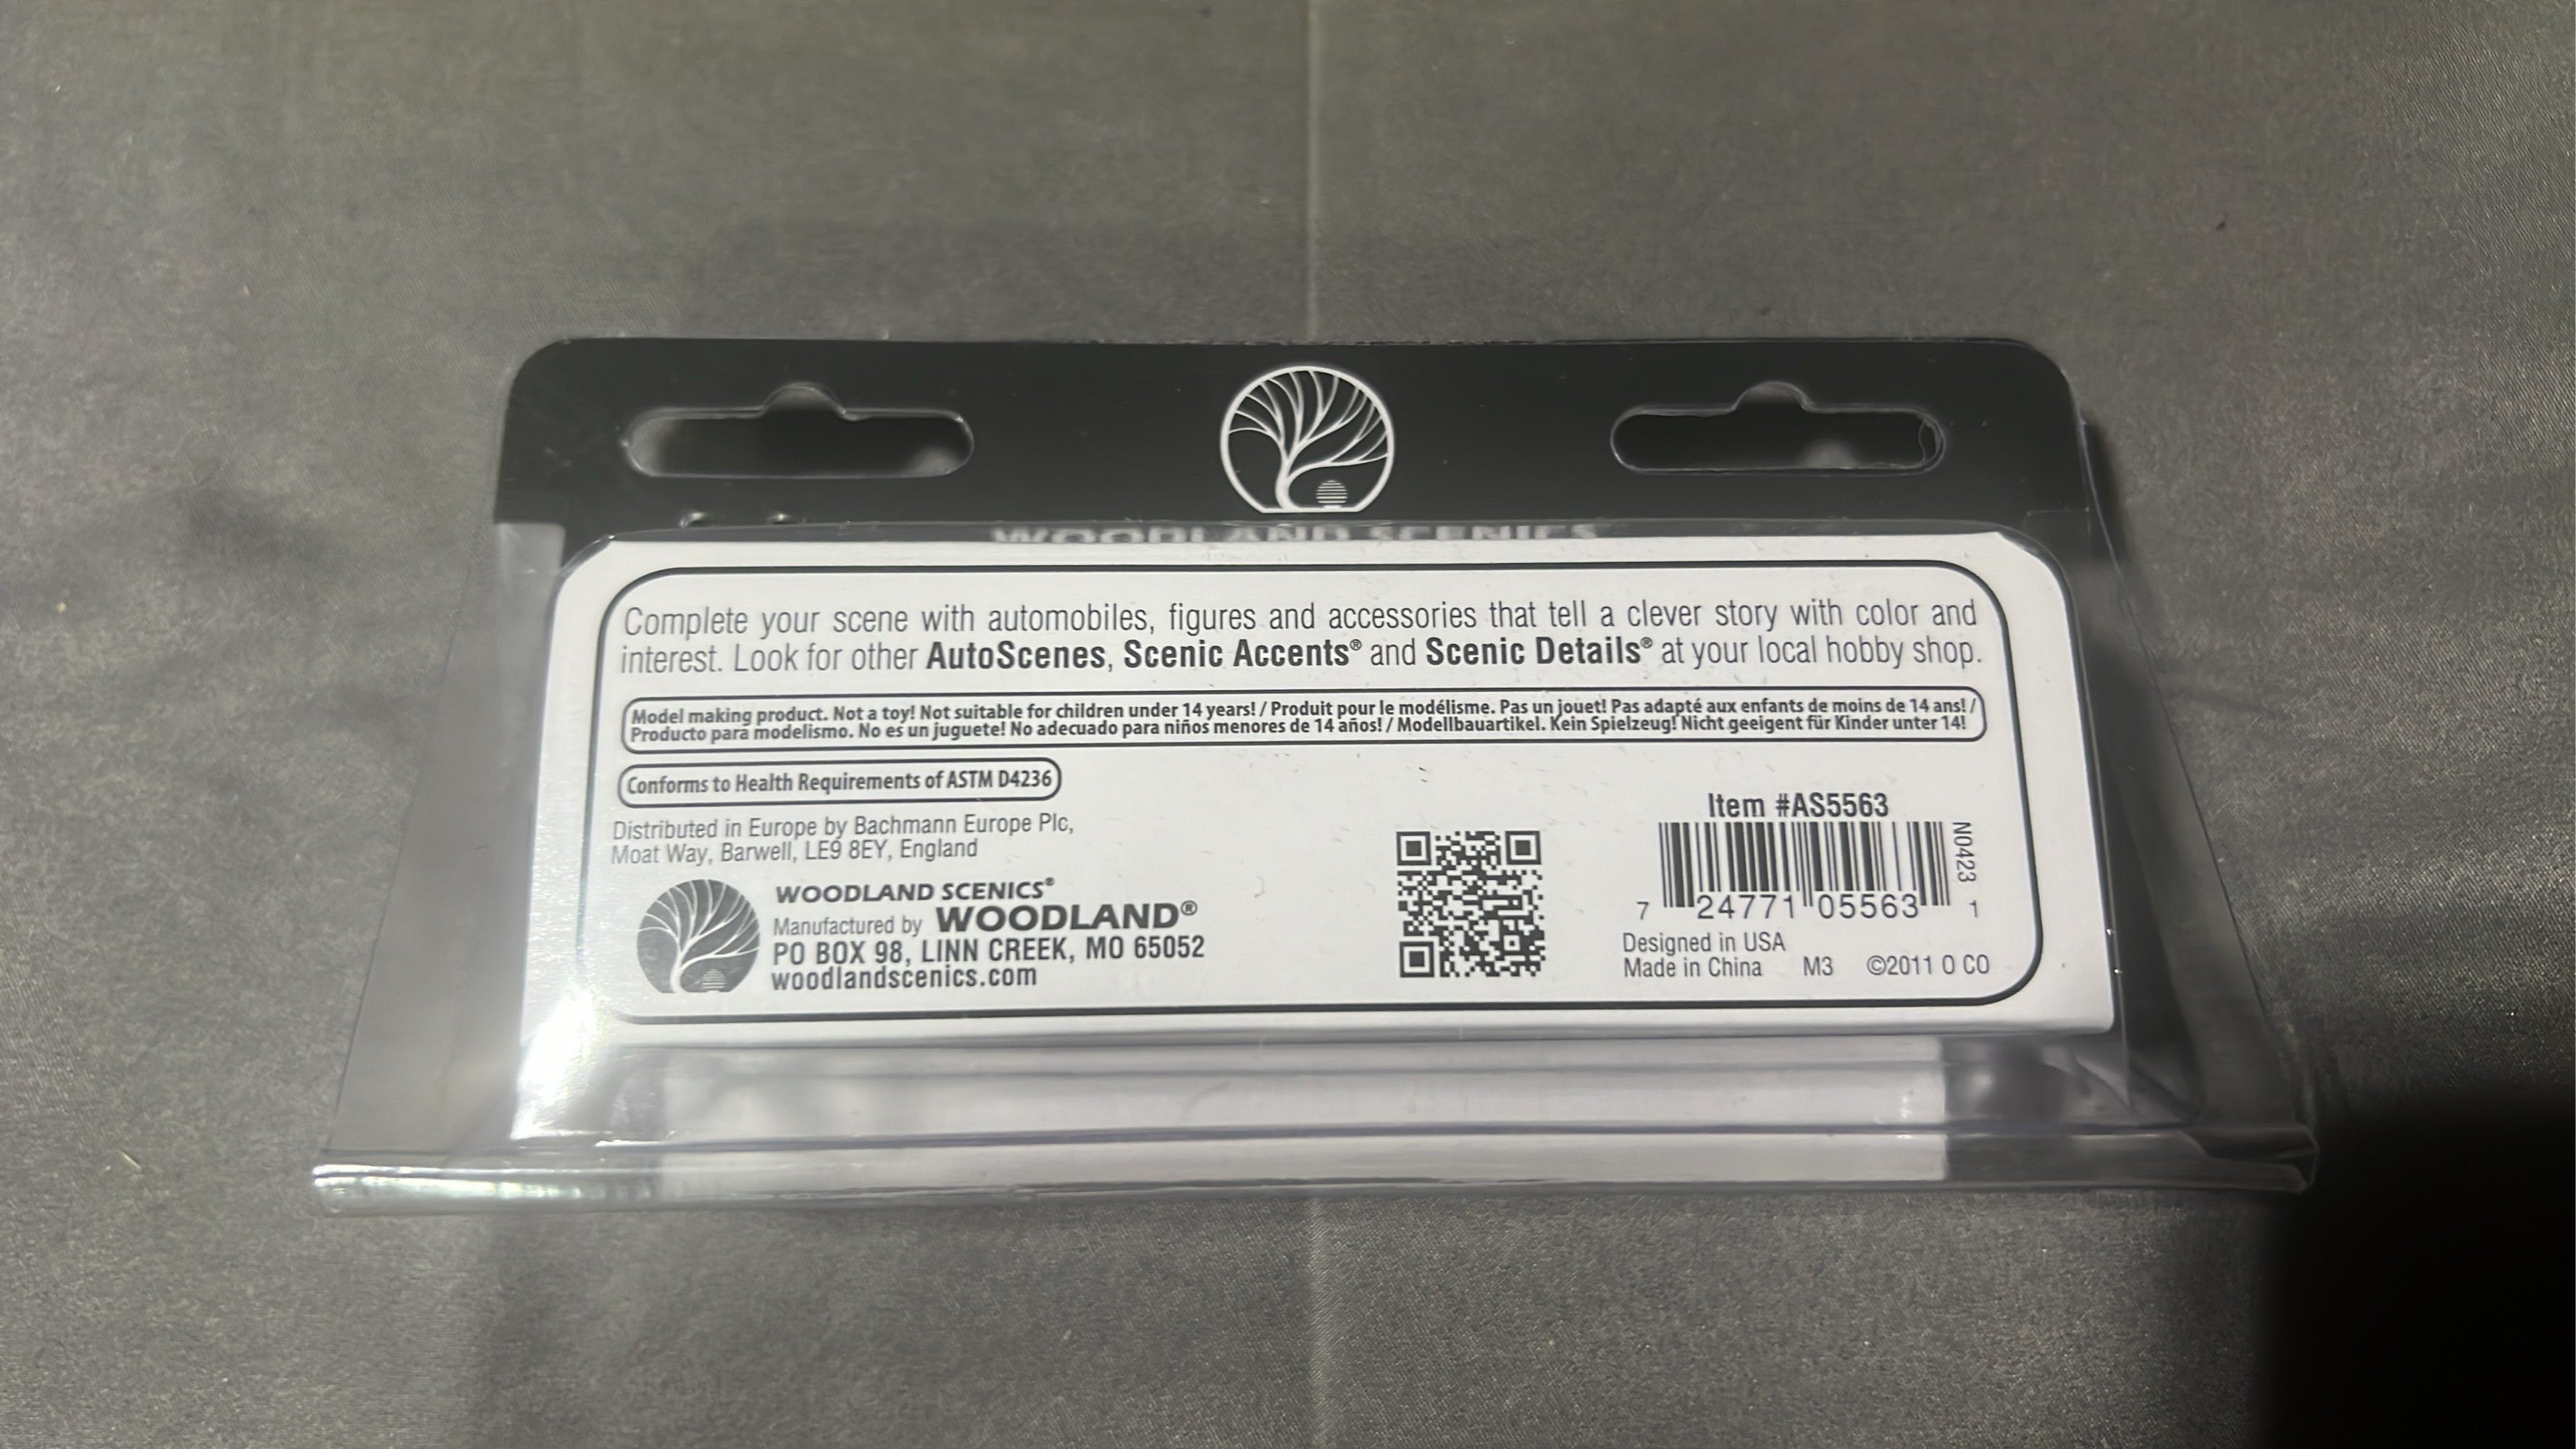 WOODLAND SCENICS
Complete your scene with automobiles, figures and accessories that tell a clever story with color and
interest. Look for other AutoScenes, Scenic Accents® and Scenic Details® at your local hobby shop.
Model making product. Not a toy! Not suitable for children under 14 years! / Produit pour le modélisme. Pas un jouet! Pas adapté aux enfants de moins de 14 ans! /
Producto para modelismo. No es un juguete! No adecuado para niños menores de 14 años! / Modellbauartikel. Kein Spielzeug! Nicht geeigent für Kinder unter 14!
Conforms to Health Requirements of ASTM D4236
Distributed in Europe by Bachmann Europe Plc,
Moat Way, Barwell, LE9 8EY, England
WOODLAND SCENICS®
Manufactured by WOODLAND®
PO BOX 98, LINN CREEK, MO 65052
woodlandscenics.com
Item #AS5563
N0423
7 24771 05563 1
Designed in USA
Made in China M3 ©2011 O CO